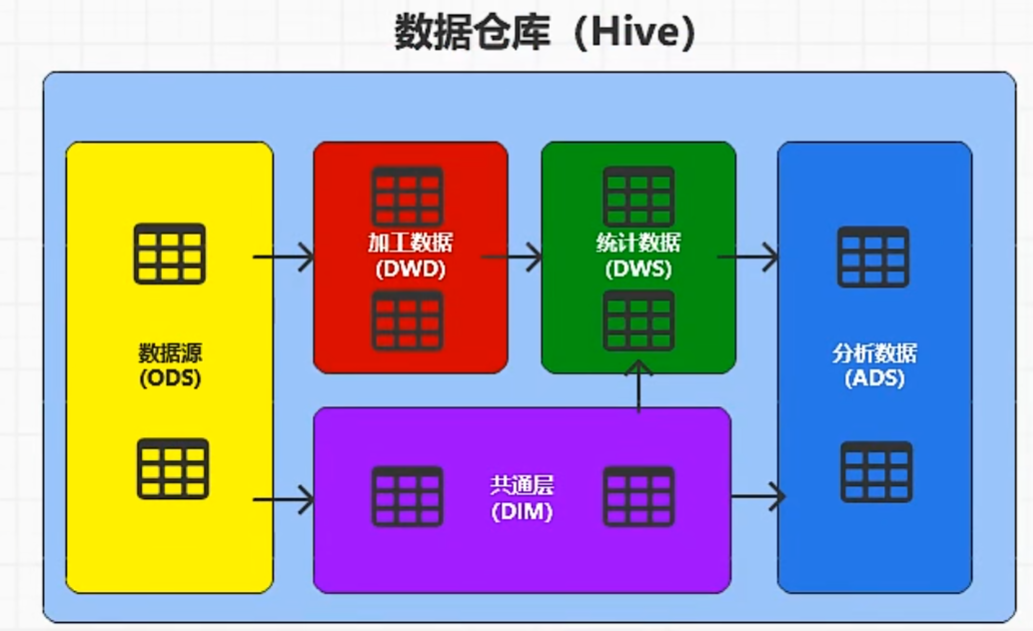 数据仓库（Hive）
数据源
(ODS)
加工数据
(DWD)
统计数据
(DWS)
共通层
(DIM)
分析数据
(ADS)